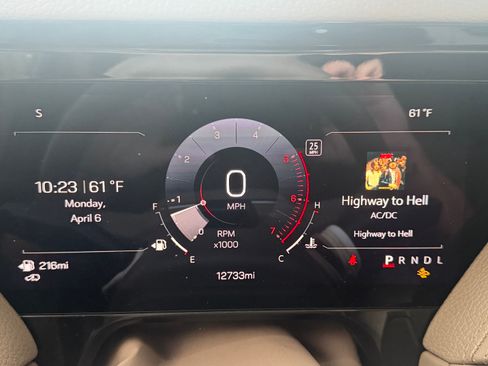 S
61 °F
10:23 | 61 °F
Monday,
April 6
216mi
1
2
3
4
5
6
7
0
0
MPH
RPM
x1000
F
E
12733mi
25
MPH
H
C
Highway to Hell
AC/DC
Highway to Hell
P R N D L